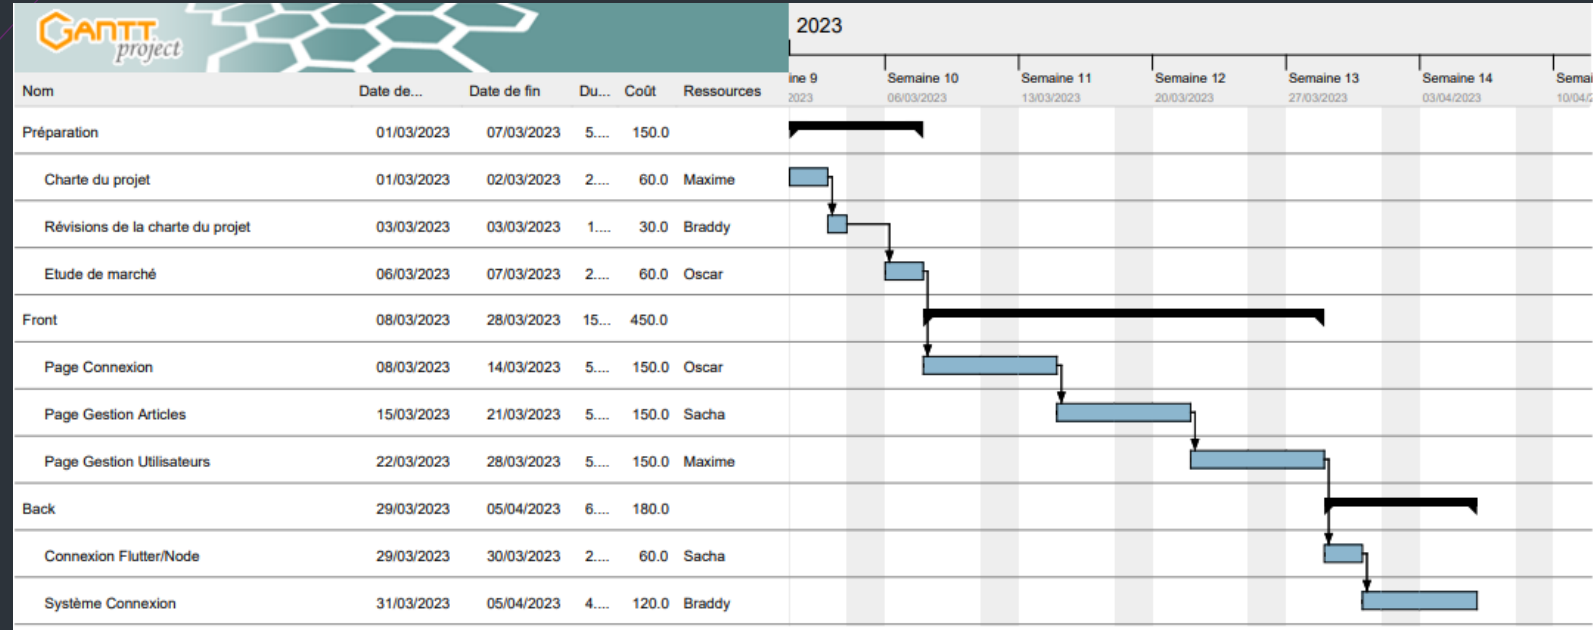 GANTT
project
2023
ine 9 Semaine 10 Semaine 11 Semaine 12 Semaine 13 Semaine 14 Semai
2023 06/03/2023 13/03/2023 20/03/2023 27/03/2023 03/04/2023 10/04/2
Nom Date de... Date de fin Du... Coût Ressources
Préparation 01/03/2023 07/03/2023 5.... 150.0
Charte du projet 01/03/2023 02/03/2023 2.... 60.0 Maxime
Révisions de la charte du projet 03/03/2023 03/03/2023 1.... 30.0 Braddy
Etude de marché 06/03/2023 07/03/2023 2.... 60.0 Oscar
Front 08/03/2023 28/03/2023 15... 450.0
Page Connexion 08/03/2023 14/03/2023 5.... 150.0 Oscar
Page Gestion Articles 15/03/2023 21/03/2023 5.... 150.0 Sacha
Page Gestion Utilisateurs 22/03/2023 28/03/2023 5.... 150.0 Maxime
Back 29/03/2023 05/04/2023 6.... 180.0
Connexion Flutter/Node 29/03/2023 30/03/2023 2.... 60.0 Sacha
Système Connexion 31/03/2023 05/04/2023 4.... 120.0 Braddy